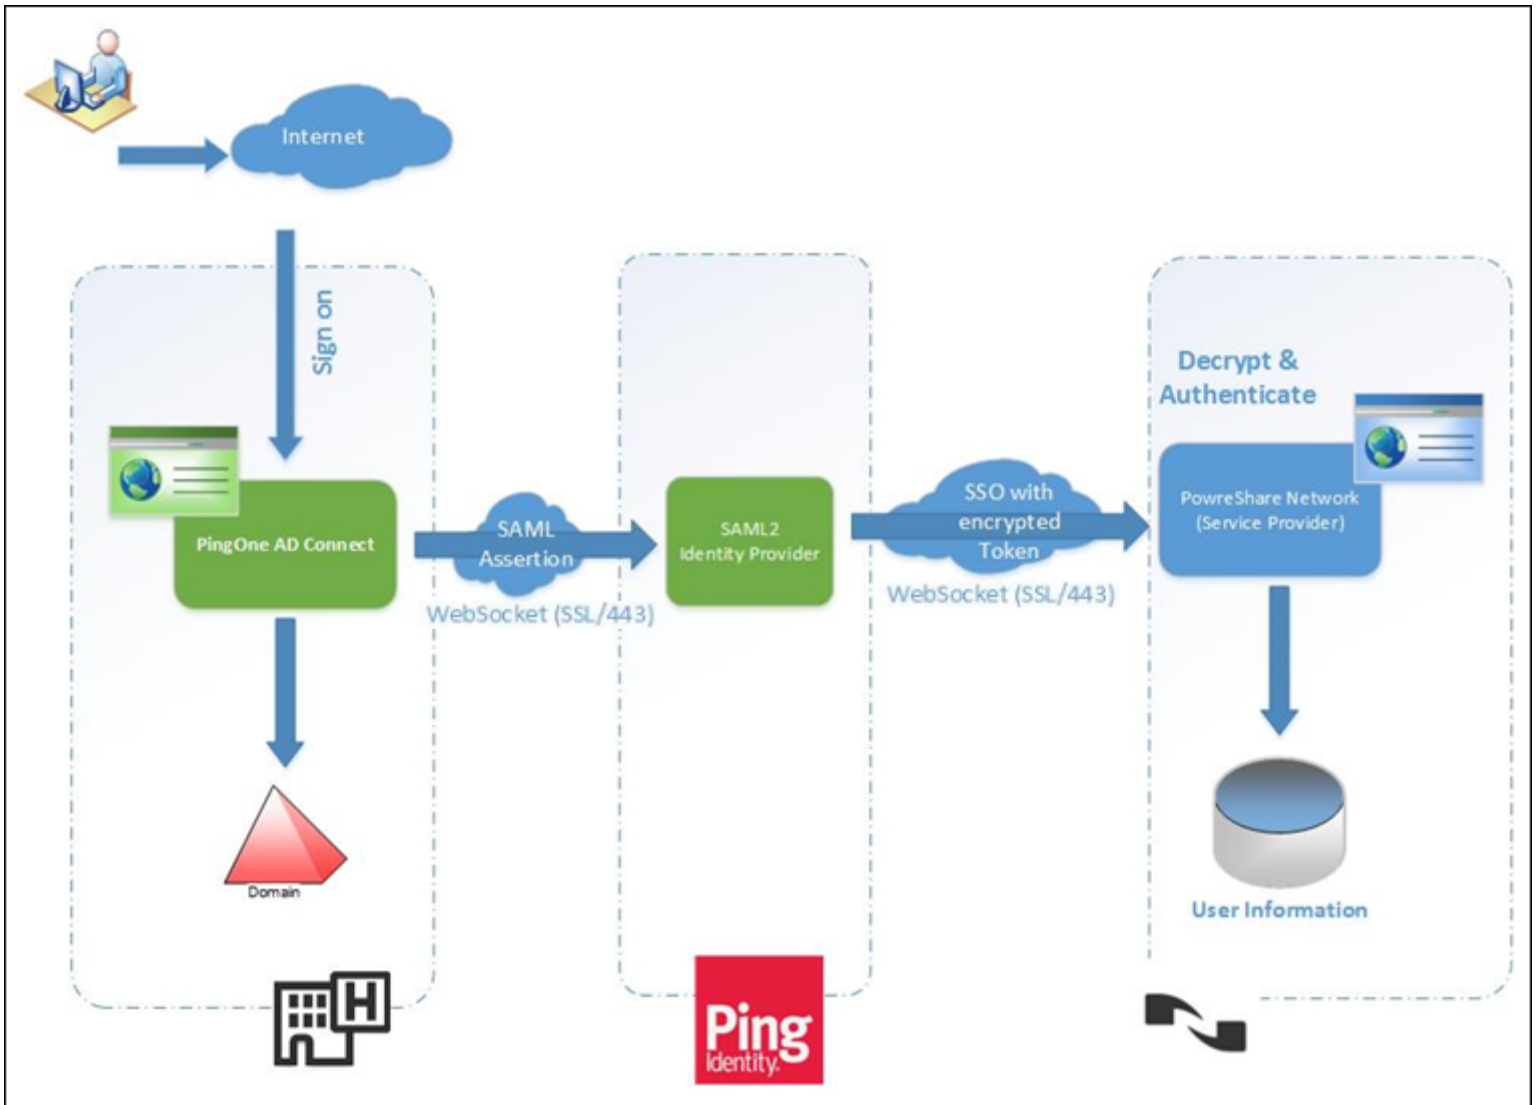 Internet
Sign on
Decrypt &
Authenticate
PingOne AD Connect
SAML
Assertion
WebSocket (SSL/443)
SAML2
Identity Provider
SSO with
encrypted
Token
WebSocket (SSL/443)
PowreShare Network
(Service Provider)
Domain
User Information
H
Ping
Identity.